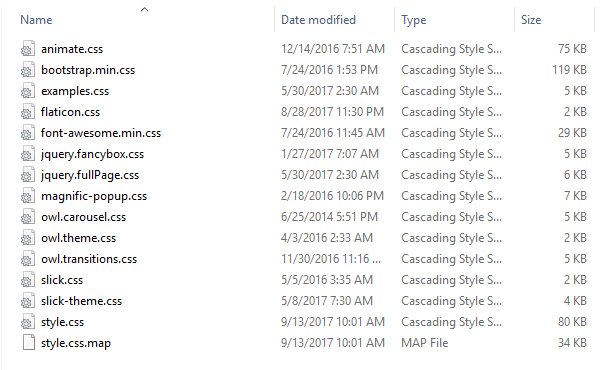 Name Date modified Type Size
animate.css 12/14/2016 7:51 AM Cascading Style S... 75 KB
bootstrap.min.css 7/24/2016 1:53 PM Cascading Style S... 119 KB
examples.css 5/30/2017 2:30 AM Cascading Style S... 5 KB
flaticon.css 8/28/2017 11:30 PM Cascading Style S... 2 KB
font-awesome.min.css 7/24/2016 11:45 AM Cascading Style S... 29 KB
jquery.fancybox.css 1/27/2017 7:07 AM Cascading Style S... 5 KB
jquery.fullPage.css 5/30/2017 2:30 AM Cascading Style S... 6 KB
magnific-popup.css 2/18/2016 10:06 PM Cascading Style S... 7 KB
owl.carousel.css 6/25/2014 5:51 PM Cascading Style S... 5 KB
owl.theme.css 4/3/2016 2:33 AM Cascading Style S... 2 KB
owl.transitions.css 11/30/2016 11:16 ... Cascading Style S... 5 KB
slick.css 5/5/2016 3:35 AM Cascading Style S... 2 KB
slick-theme.css 5/8/2017 7:30 AM Cascading Style S... 4 KB
style.css 9/13/2017 10:01 AM Cascading Style S... 80 KB
style.css.map 9/13/2017 10:01 AM MAP File 34 KB